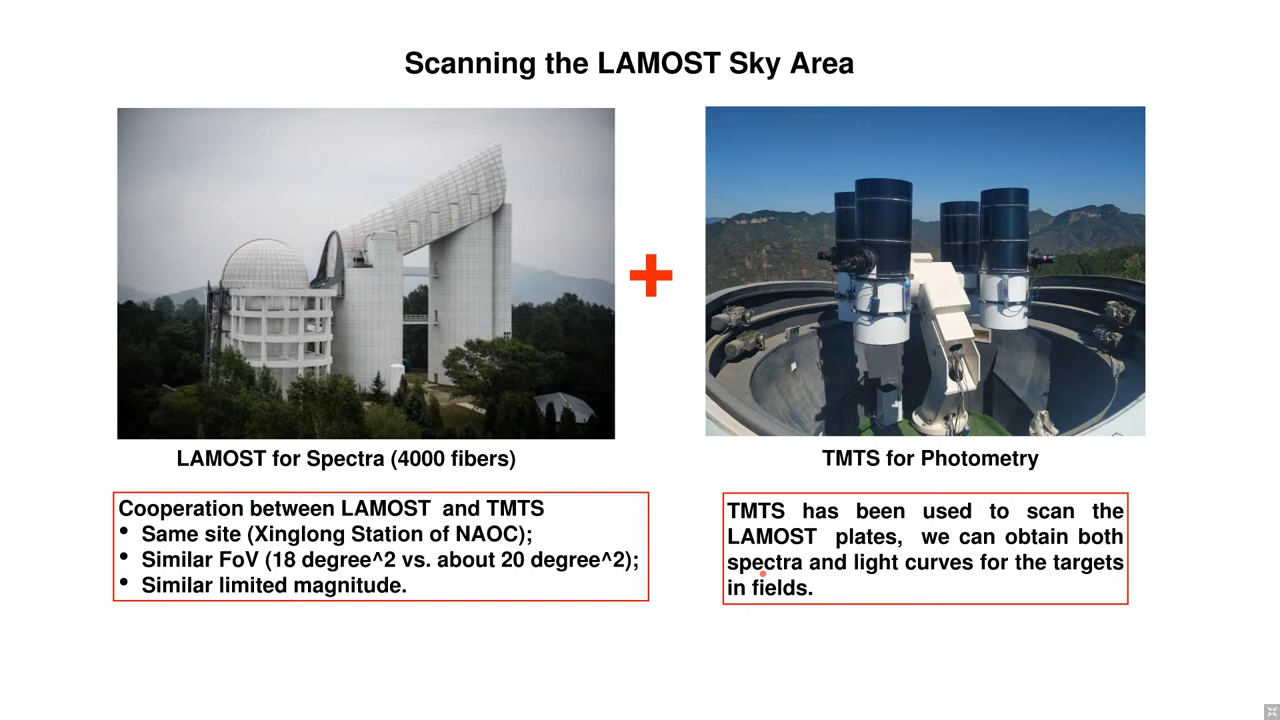 Scanning the LAMOST Sky Area
LAMOST for Spectra (4000 fibers)
TMTS for Photometry
Cooperation between LAMOST and TMTS
• Same site (Xinglong Station of NAOC);
• Similar FoV (18 degree^2 vs. about 20 degree^2);
• Similar limited magnitude.
TMTS has been used to scan the
LAMOST plates, we can obtain both
spectra and light curves for the targets
in fields.